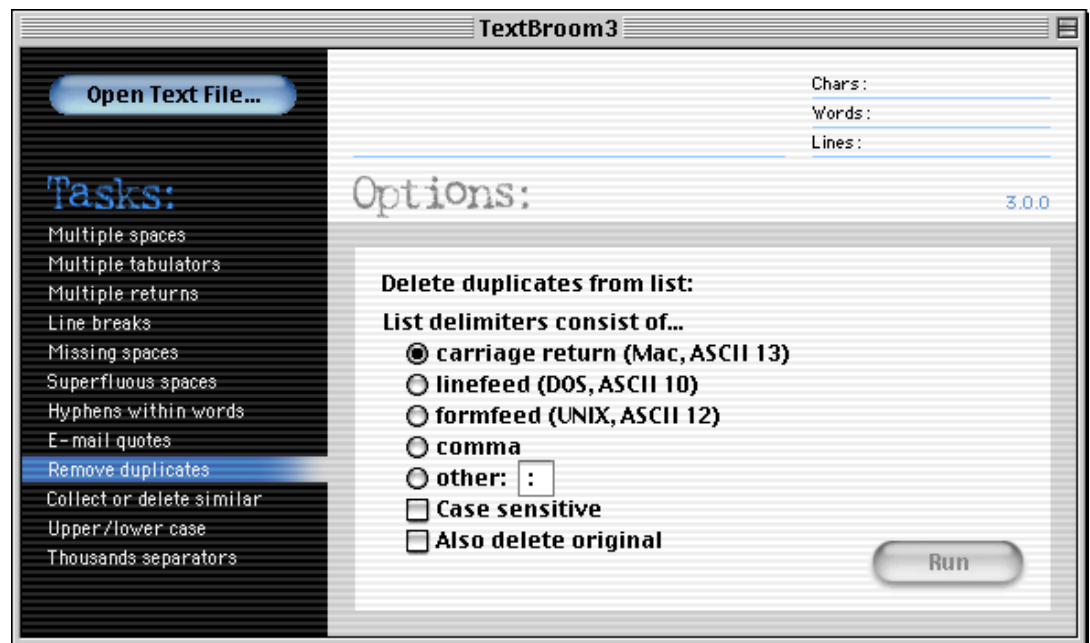 TextBroom3
Open Text File...
Chars:
Words:
Lines:
Tasks:
Options:
3.0.0
Multiple spaces
Multiple tabulators
Multiple returns
Line breaks
Missing spaces
Superfluous spaces
Hyphens within words
E-mail quotes
Remove duplicates
Collect or delete similar
Upper/lower case
Thousands separators
Delete duplicates from list:
List delimiters consist of...
carriage return (Mac, ASCII 13)
linefeed (DOS, ASCII 10)
formfeed (UNIX, ASCII 12)
comma
other: :
Case sensitive
Also delete original
Run